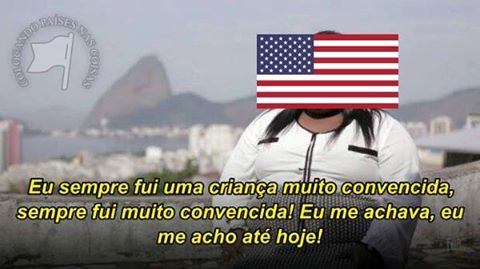 COLOCANDO PAÍSES NAS COISAS
Eu sempre fui uma criança muito convencida,
sempre fui muito convencida! Eu me achava, eu
me acho até hoje!